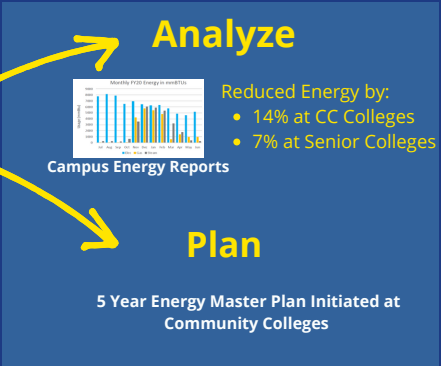 Analyze
Monthly FY20 Energy in mmBTUs
Reduced Energy by:
• 14% at CC Colleges
• 7% at Senior Colleges
Campus Energy Reports
Plan
5 Year Energy Master Plan Initiated at
Community Colleges